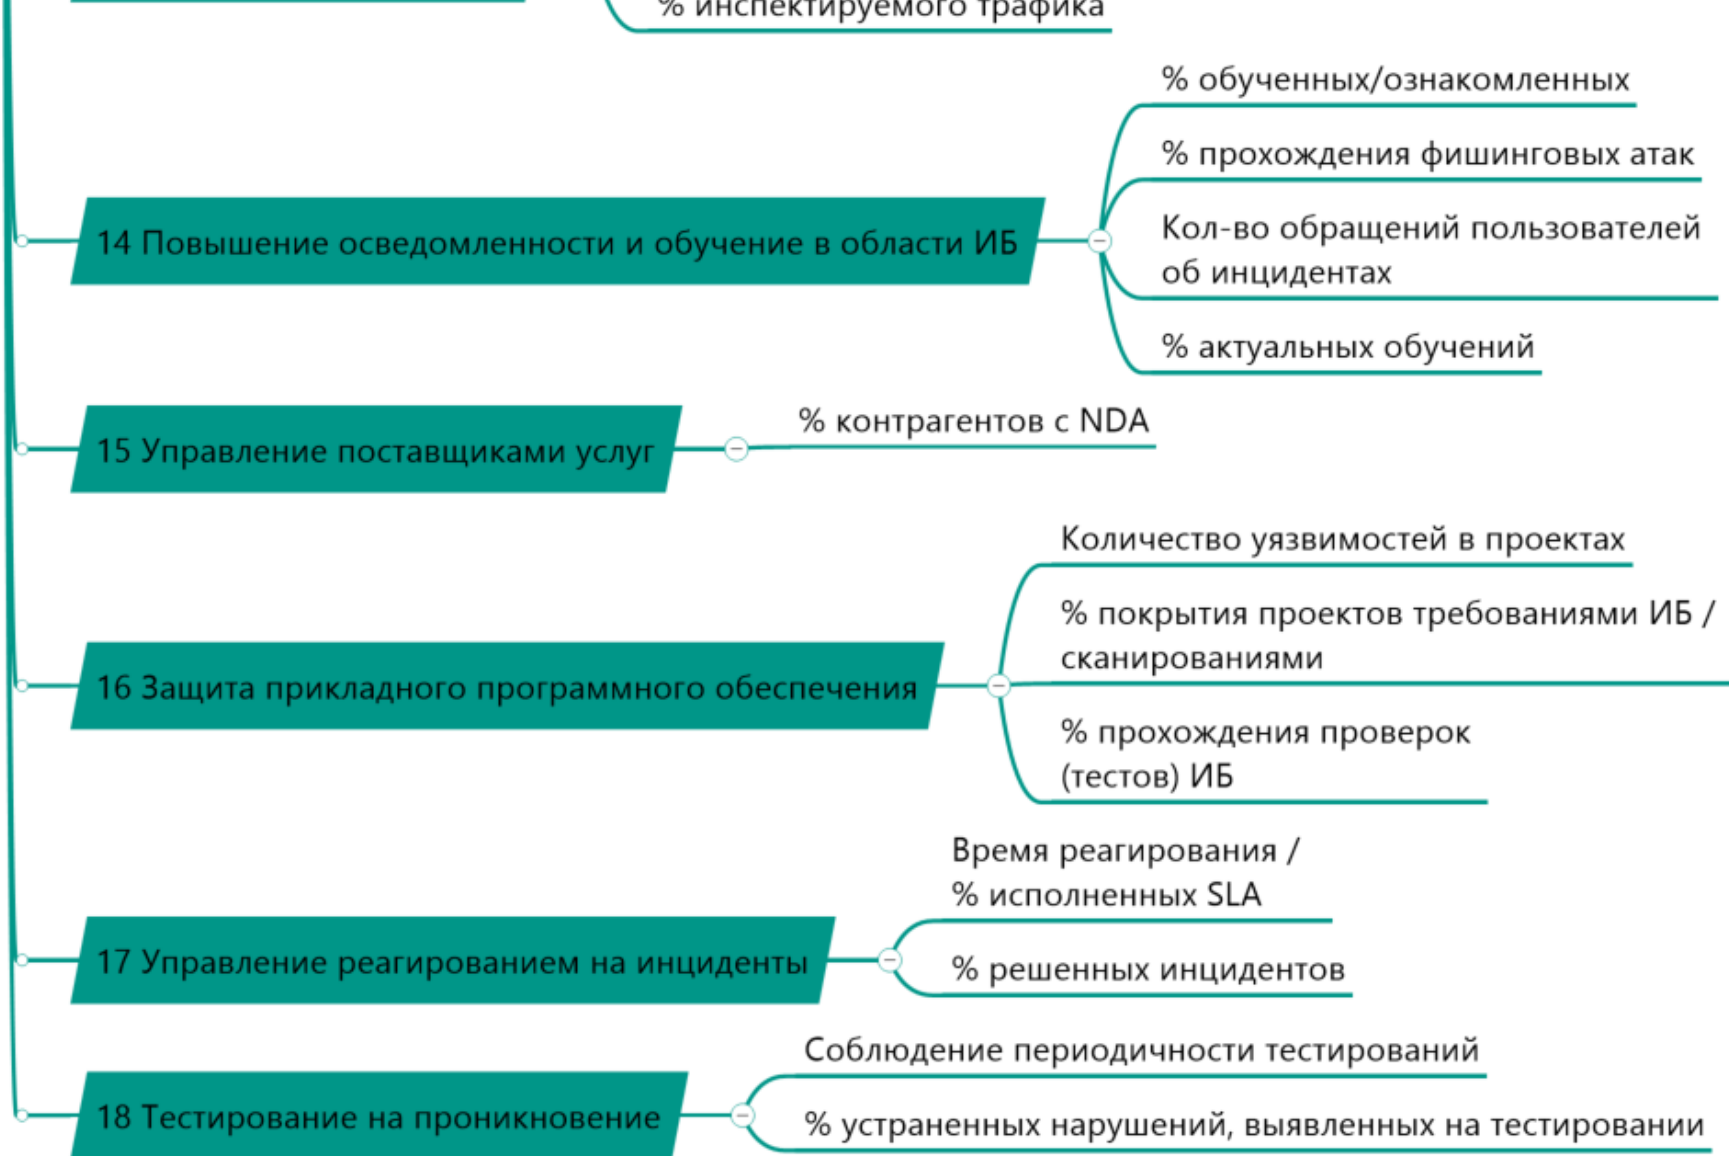 % инспектируемого трафика
% обученных/ознакомленных
% прохождения фишинговых атак
14 Повышение осведомленности и обучение в области ИБ
Кол-во обращений пользователей
об инцидентах
% актуальных обучений
15 Управление поставщиками услуг
% контрагентов с NDA
Количество уязвимостей в проектах
% покрытия проектов требованиями ИБ /
сканированиями
16 Защита прикладного программного обеспечения
% прохождения проверок
(тестов) ИБ
Время реагирования /
% исполненных SLA
17 Управление реагированием на инциденты
% решенных инцидентов
Соблюдение периодичности тестирований
18 Тестирование на проникновение
% устраненных нарушений, выявленных на тестировании